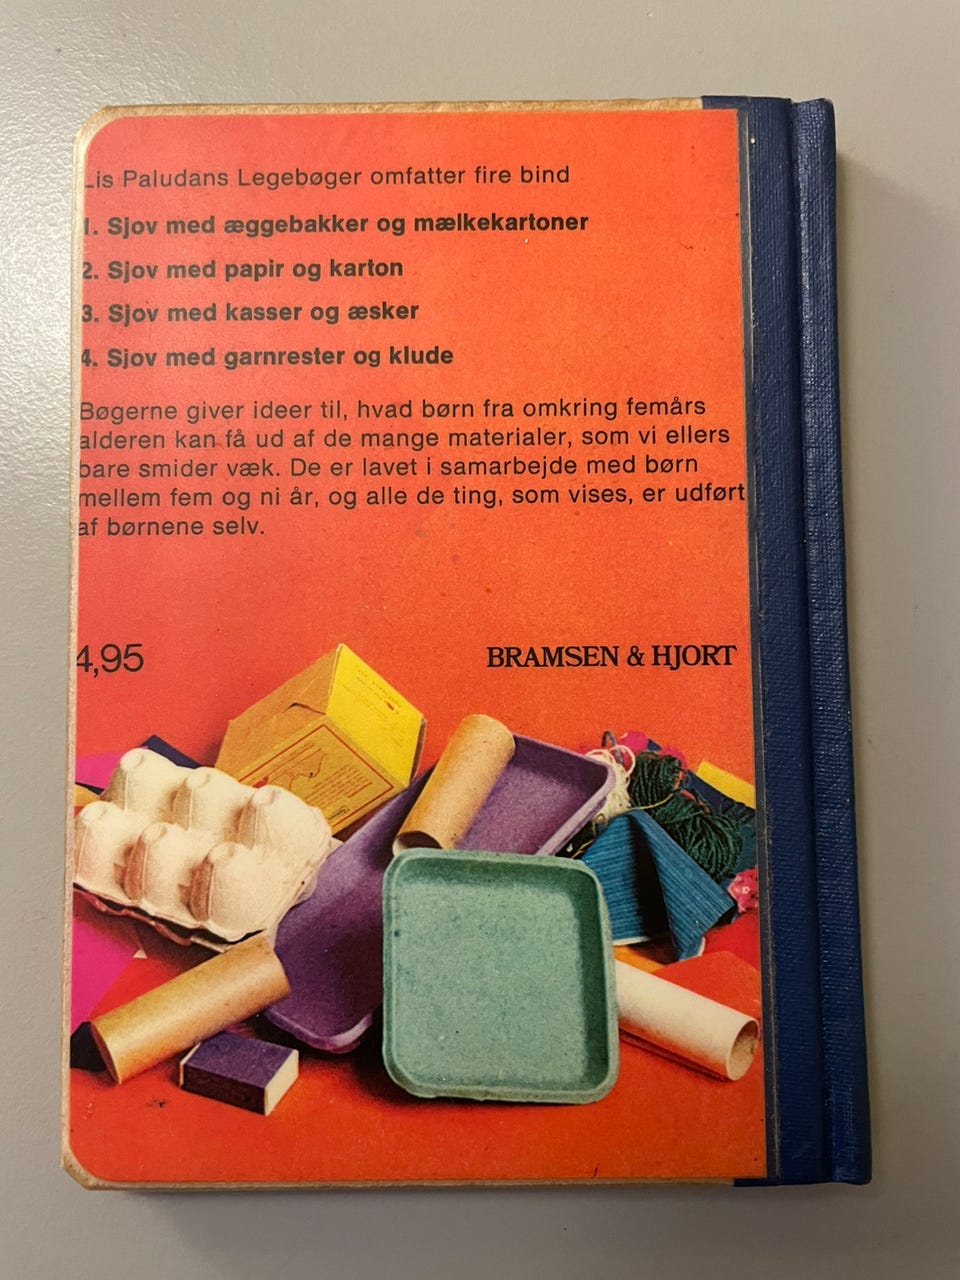 Lis Paludans Legebøger omfatter fire bind
1. Sjov med æggebakker og mælkekartoner
2. Sjov med papir og karton
3. Sjov med kasser og æsker
4. Sjov med garnrester og klude
Bøgerne giver ideer til, hvad børn fra omkring femårs
alderen kan få ud af de mange materialer, som vi ellers
bare smider væk. De er lavet i samarbejde med børn
mellem fem og ni år, og alle de ting, som vises, er udført
af børnene selv.
4,95
BRAMSEN & HJORT